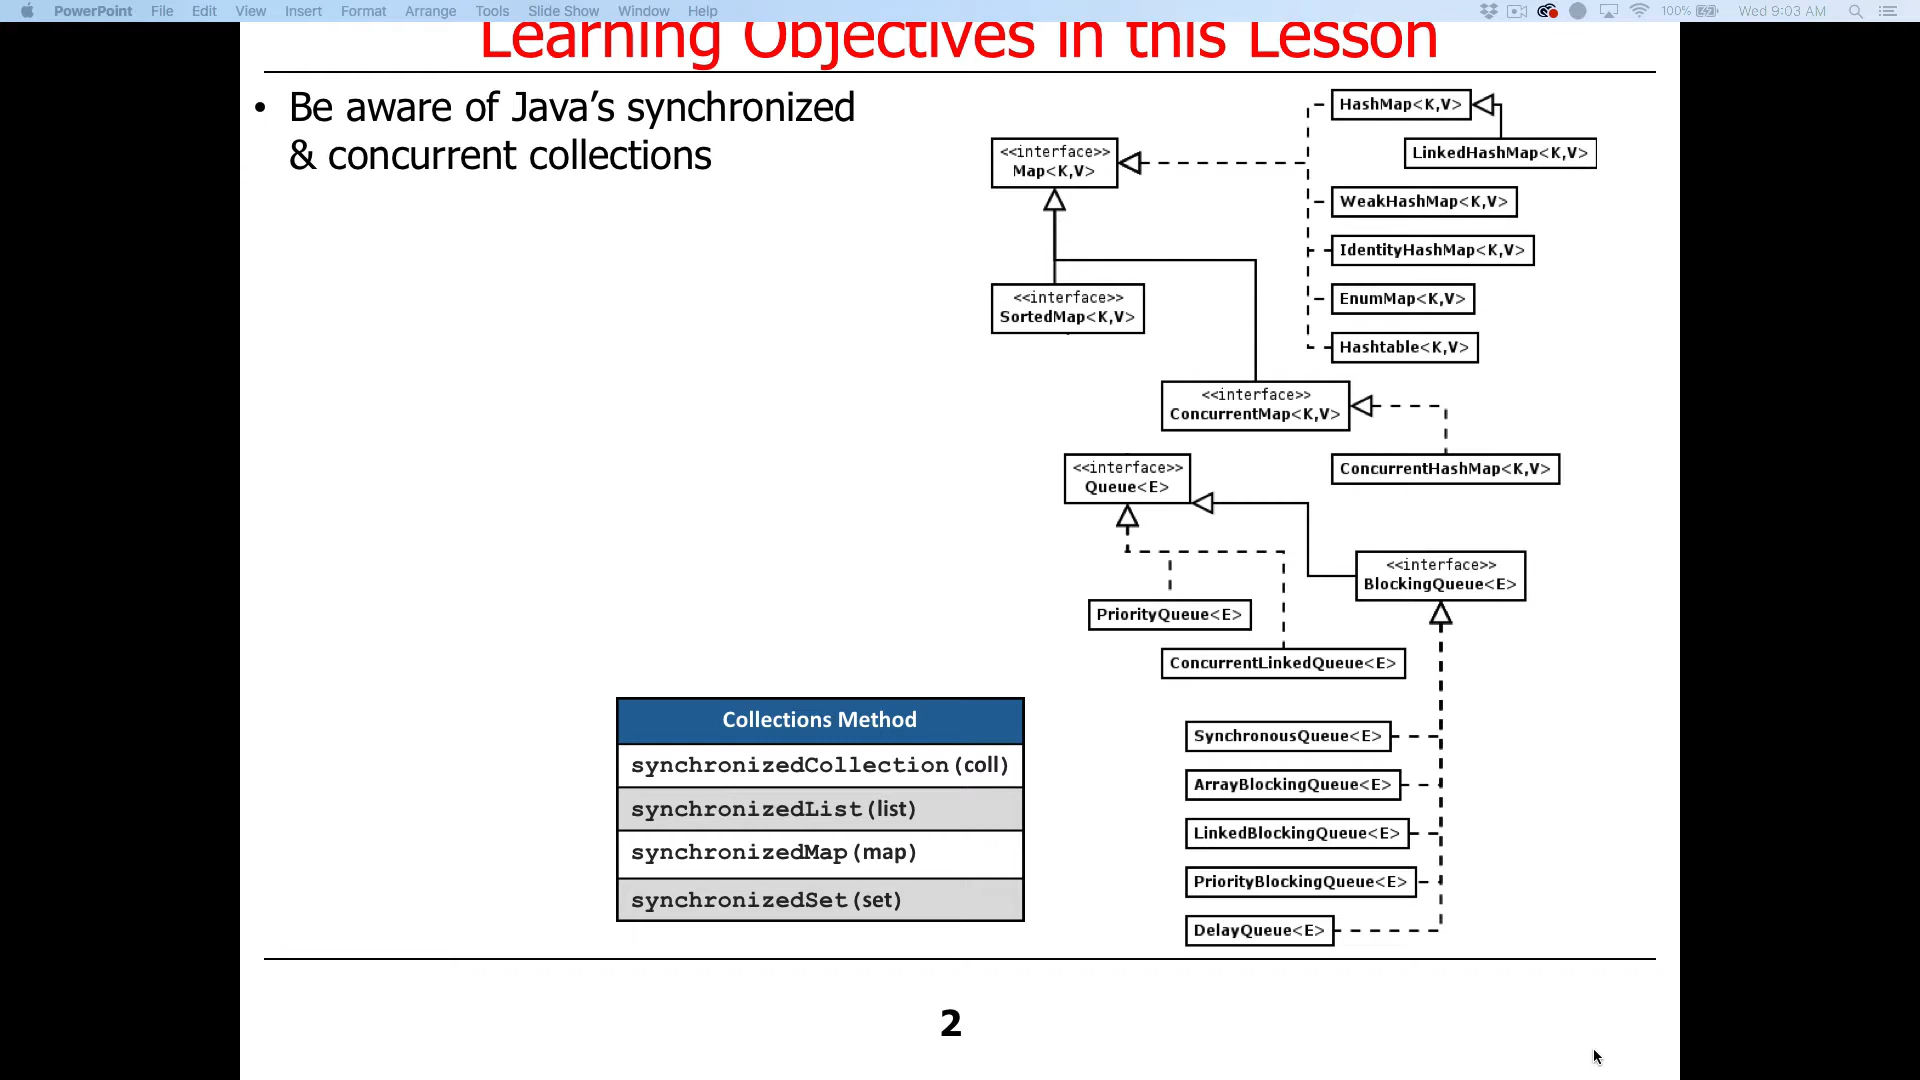 PowerPoint File Edit View Insert Format Arrange Tools Slide Show Window Help 100% Wed 9:03 AM
Learning Objectives in this Lesson
• Be aware of Java’s synchronized
& concurrent collections
HashMap<K,V>
<<interface>>
Map<K,V>
LinkedHashMap<K,V>
WeakHashMap<K,V>
IdentityHashMap<K,V>
<<interface>>
SortedMap<K,V>
EnumMap<K,V>
Hashtable<K,V>
<<interface>>
ConcurrentMap<K,V>
ConcurrentHashMap<K,V>
<<interface>>
Queue<E>
<<interface>>
BlockingQueue<E>
PriorityQueue<E>
ConcurrentLinkedQueue<E>
SynchronousQueue<E>
ArrayBlockingQueue<E>
LinkedBlockingQueue<E>
PriorityBlockingQueue<E>
DelayQueue<E>
Collections Method
synchronizedCollection(coll)
synchronizedList(list)
synchronizedMap(map)
synchronizedSet(set)
2